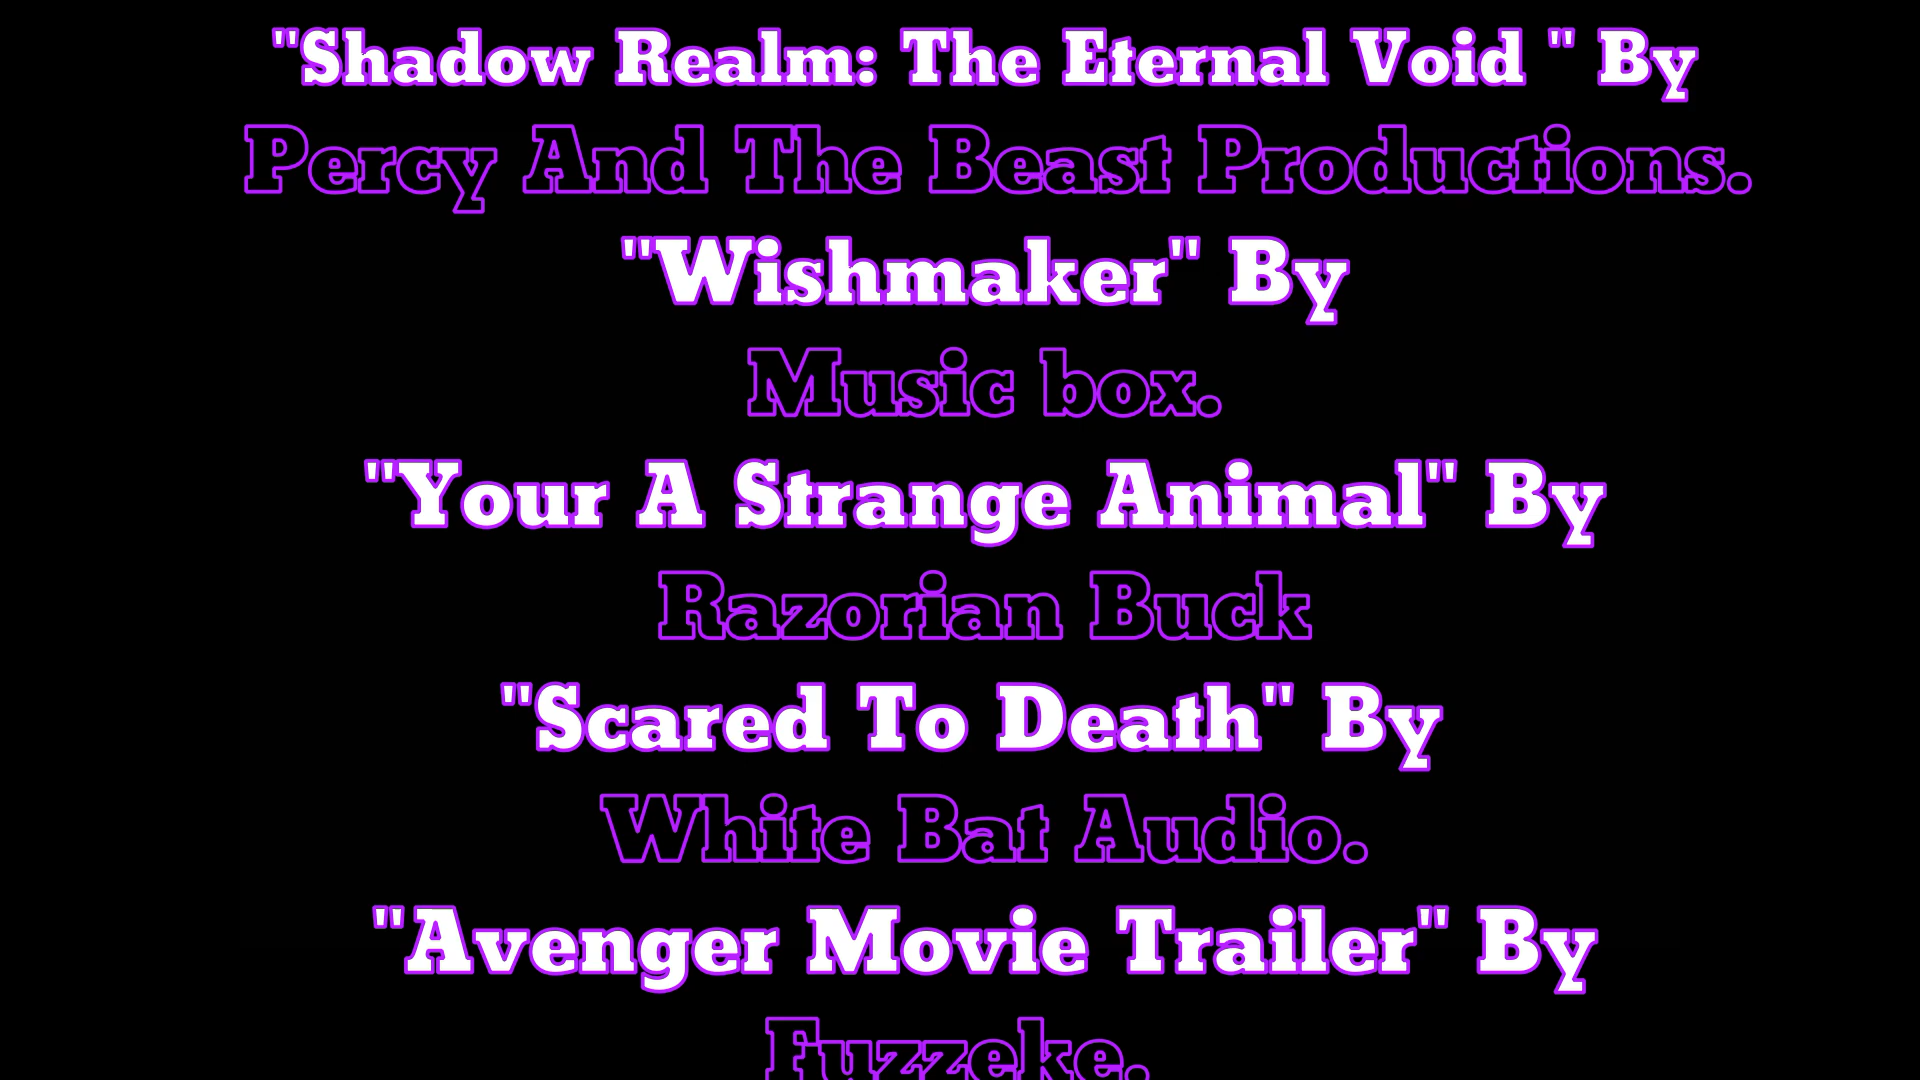 "Shadow Realm: The Eternal Void " By
Percy And The Beast Productions.
"Wishmaker" By
Music box.
"Your A Strange Animal" By
Razorian Buck
"Scared To Death" By
White Bat Audio.
"Avenger Movie Trailer" By
Fuzzeke.